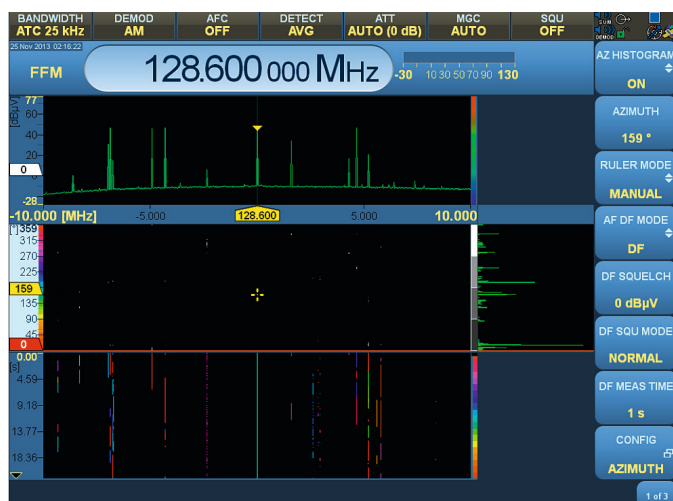 BANDWIDTH DEMOD AFC DETECT ATT MGC SQU
ATC 25 kHz AM OFF AVG AUTO (0 dB) AUTO OFF
25 Nov 2013 02:16:22
FFM 128.600 000 MHz -30 10 30 50 70 90 130
[dBµV] 77
60
40
20
0
-28
-10.000 [MHz] -5.000 128.600 5.000 10.000
[°] 359
315
270
225
159
135
90
45
0
0.00
[s]
4.59
9.18
13.77
18.36
AZ HISTOGRAM
ON
AZIMUTH
159 °
RULER MODE
MANUAL
AF DF MODE
DF
DF SQUELCH
0 dBµV
DF SQU MODE
NORMAL
DF MEAS TIME
1 s
CONFIG
AZIMUTH
1 of 3